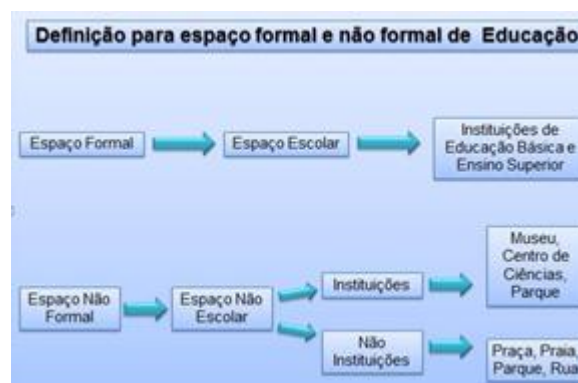 Definição para espaço formal e não formal de Educação
Espaço Formal
Espaço Escolar
Instituições de
Educação Básica e
Ensino Superior
Espaço Não
Formal
Espaço Não
Escolar
Instituições
Museu,
Centro de
Ciências,
Parque
Não
Instituições
Praça, Praia,
Parque, Rua